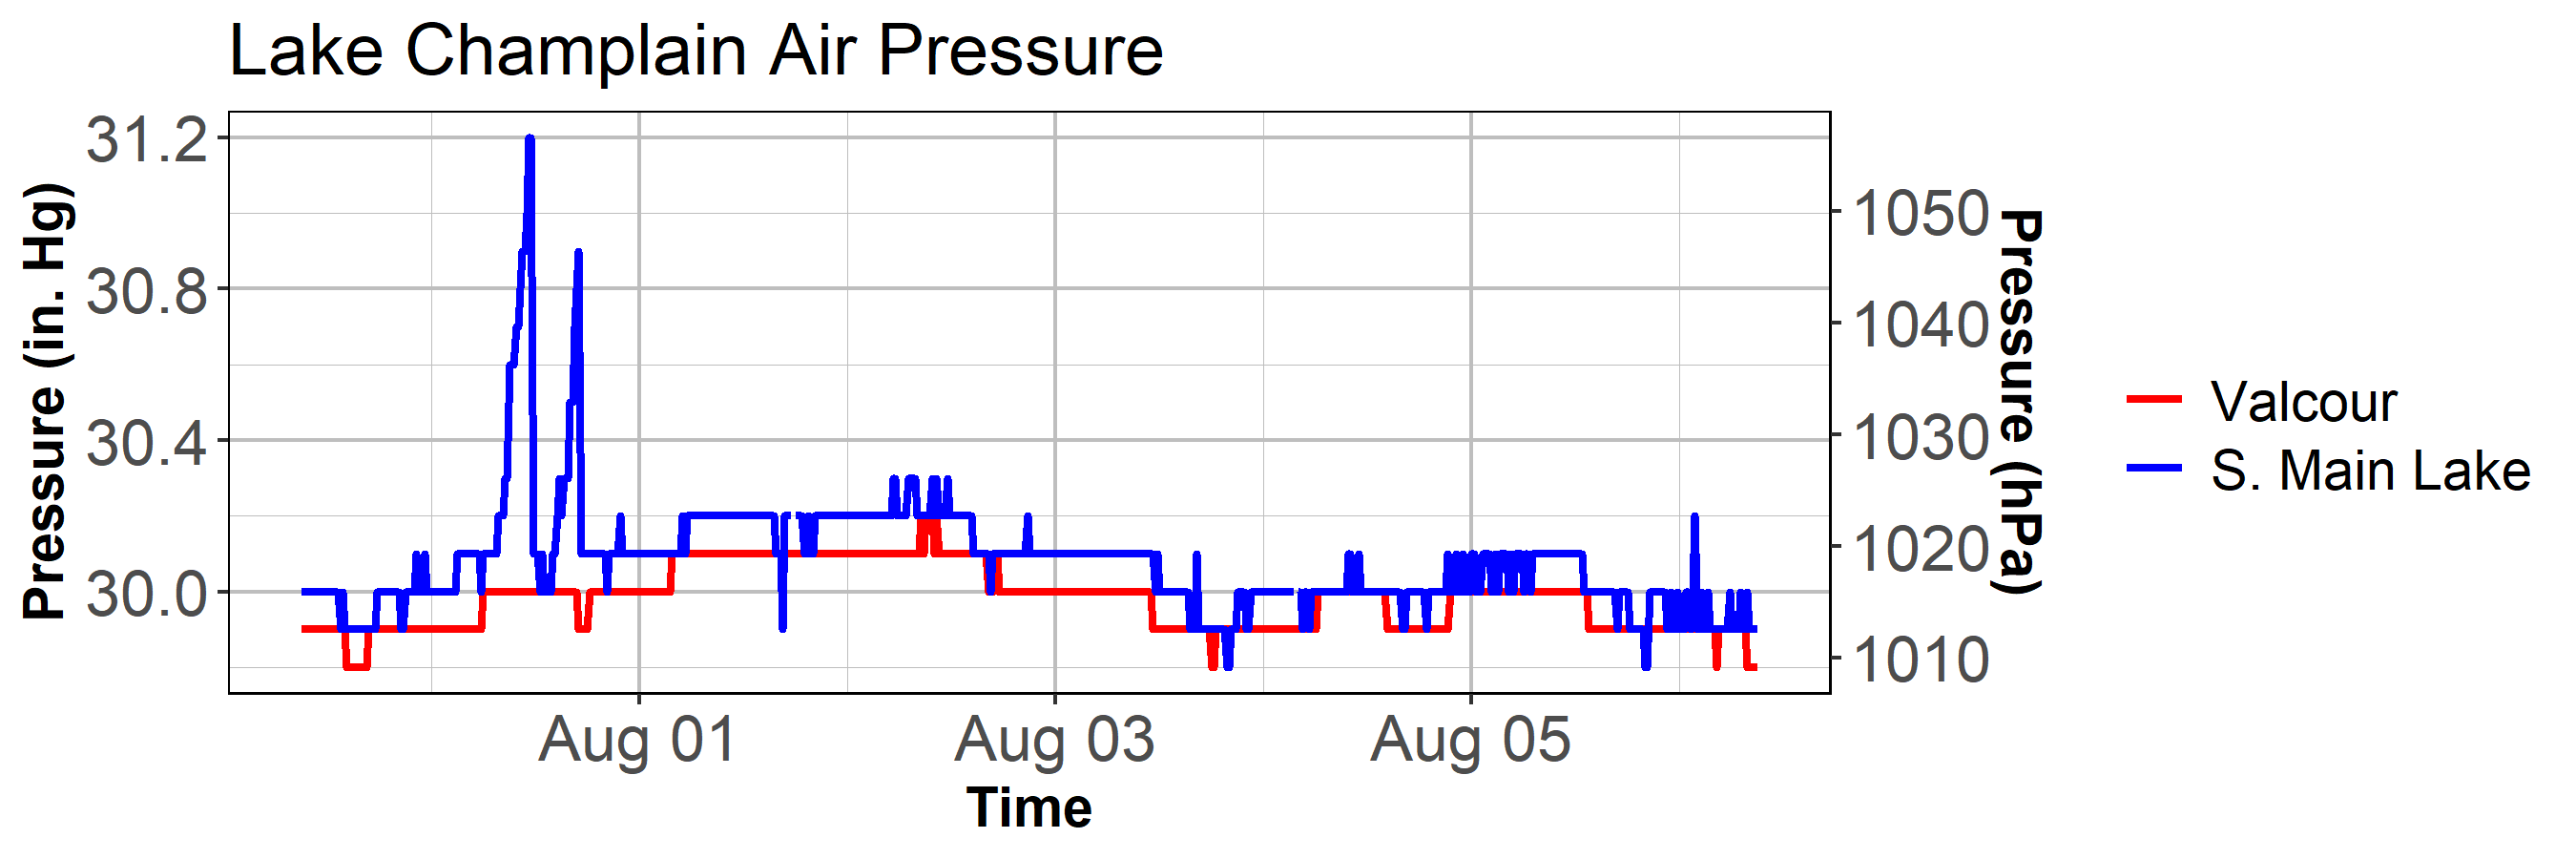 Lake Champlain Air Pressure
31.2
30.8
30.4
30.0
Pressure (in. Hg)
1050
1040
1030
1020
1010
Pressure (hPa)
Aug 01
Aug 03
Aug 05
Time
Valcour
S. Main Lake